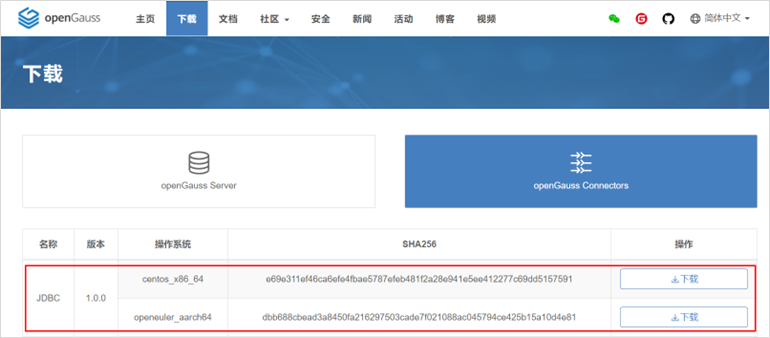 openGauss 主页 下载 文档 社区 安全 新闻 活动 博客 视频 简体中文
下载
openGauss Server openGauss Connectors
名称 版本 操作系统 SHA256 操作
centos_x86_64 e69e311ef46ca6efe4fbae5787efeb481f2a28e941e5ee412277c69dd5157591 下载
JDBC 1.0.0
openeuler_aarch64 dbb688cbead3a8450fa216297503cade7f021088ac045794ce425b15a10d4e81 下载